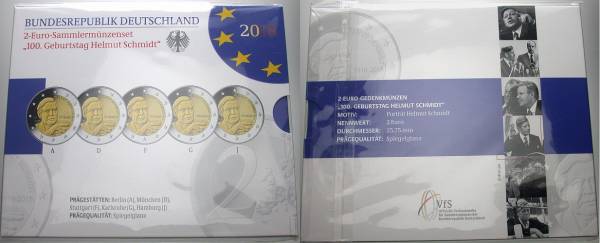 BUNDESREPUBLIK DEUTSCHLAND
2-Euro-Sammlermünzenset
„100. Geburtstag Helmut Schmidt"
2018
A D F G J
PRÄGESTÄTTEN: Berlin (A), München (D),
Stuttgart (F), Karlsruhe (G), Hamburg (J)
PRÄGEQUALITÄT: Spiegelglanz
2-EURO-GEDENKMÜNZEN
„100. GEBURTSTAG HELMUT SCHMIDT"
MOTIV: Porträt Helmut Schmidt
NENNWERT: 2 Euro
DURCHMESSER: 25,75 mm
PRÄGEQUALITÄT: Spiegelglanz
VfS